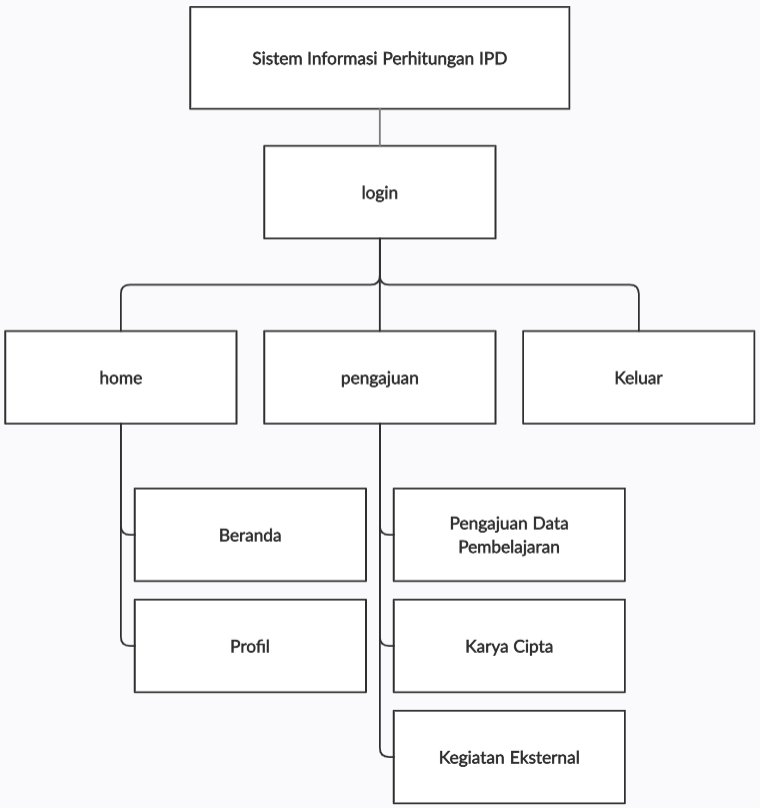 Sistem Informasi Perhitungan IPD
login
home
pengajuan
Keluar
Beranda
Profil
Pengajuan Data
Pembelajaran
Karya Cipta
Kegiatan Eksternal